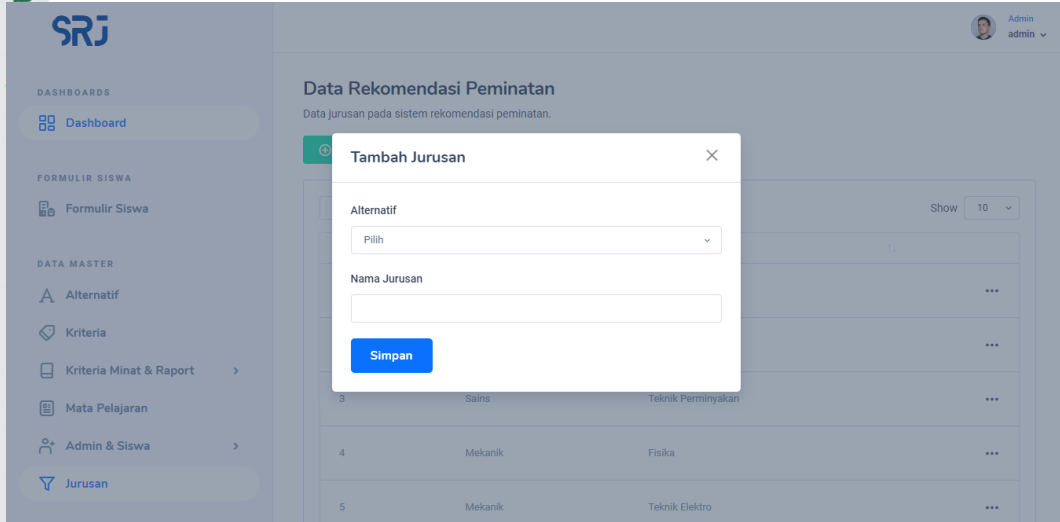 SRJ
Admin
admin
DASHBOARDS
Dashboard
FORMULIR SISWA
Formulir Siswa
DATA MASTER
Alternatif
Kriteria
Kriteria Minat & Raport
Mata Pelajaran
Admin & Siswa
Jurusan
Data Rekomendasi Peminatan
Data jurusan pada sistem rekomendasi peminatan.
Tambah Jurusan
Alternatif
Pilih
Nama Jurusan
Simpan
Show 10
3 Sains Teknik Perminyakan
4 Mekanik Fisika
5 Mekanik Teknik Elektro